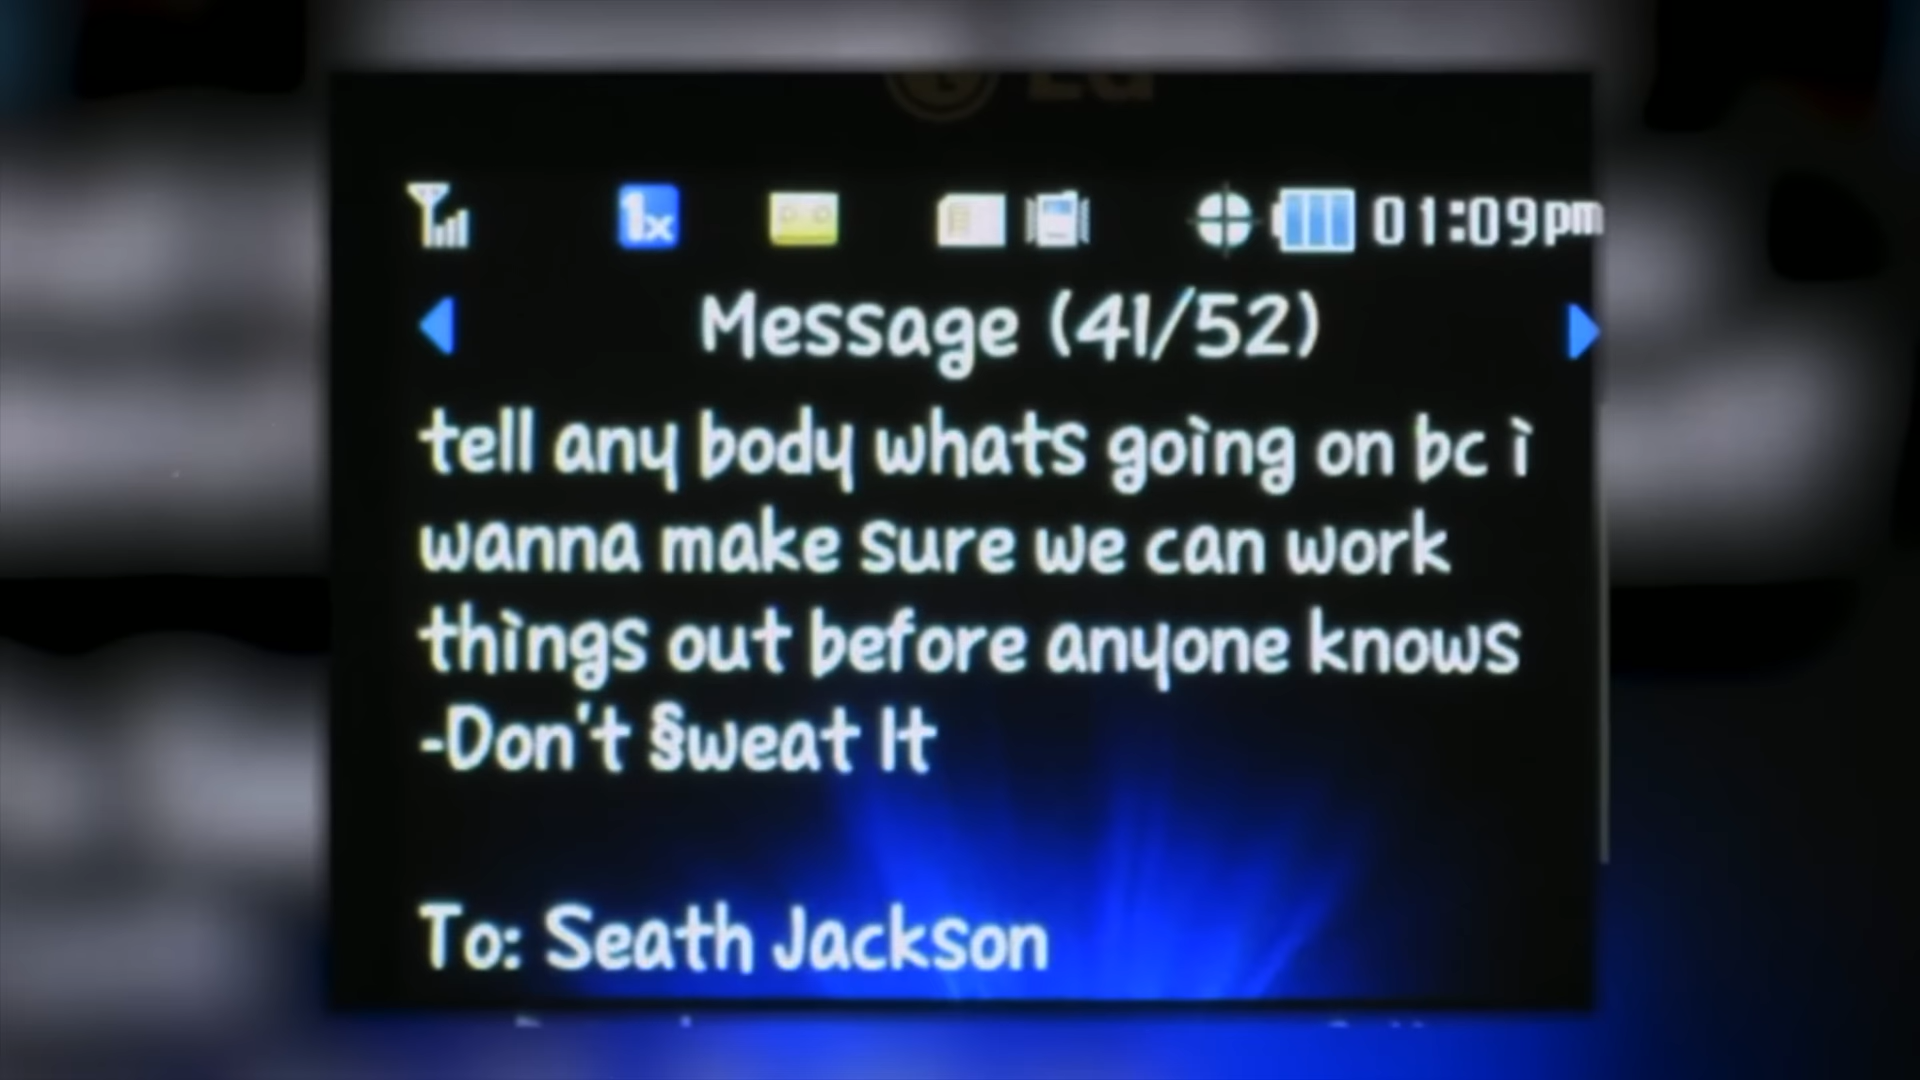 1x
01:09pm
Message (41/52)
tell any body whats going on bc i
wanna make sure we can work
things out before anyone knows
-Don't §weat It
To: Seath Jackson